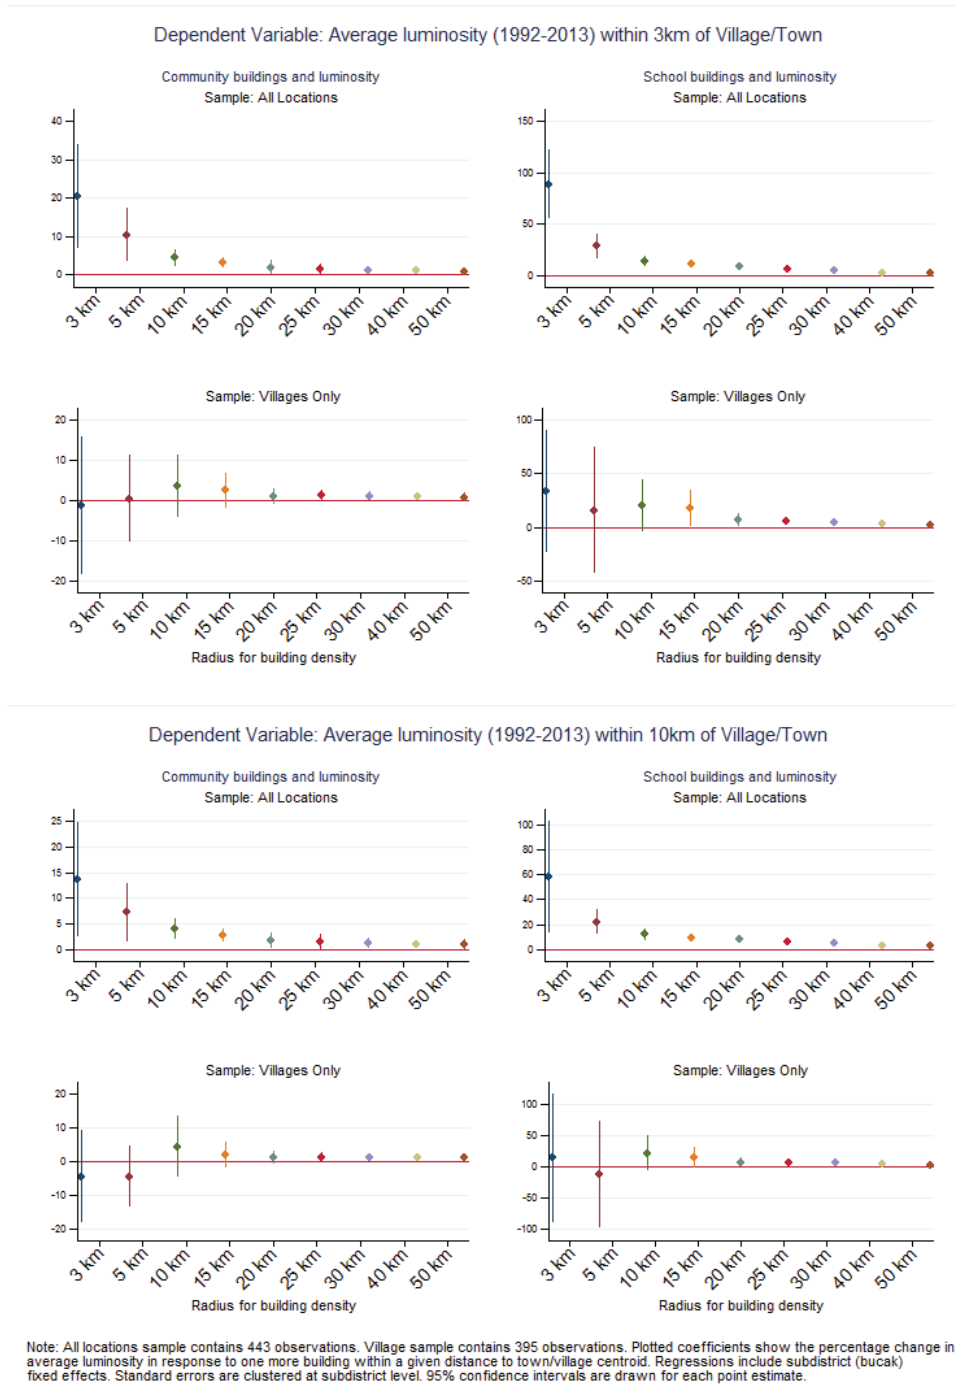 Dependent Variable: Average luminosity (1992-2013) within 3km of Village/Town
Community buildings and luminosity
Sample: All Locations
40
30
20
10
0
3 km 5 km 10 km 15 km 20 km 25 km 30 km 40 km 50 km
School buildings and luminosity
Sample: All Locations
150
100
50
0
3 km 5 km 10 km 15 km 20 km 25 km 30 km 40 km 50 km
Sample: Villages Only
20
10
0
-10
-20
3 km 5 km 10 km 15 km 20 km 25 km 30 km 40 km 50 km
Radius for building density
Sample: Villages Only
100
50
0
-50
3 km 5 km 10 km 15 km 20 km 25 km 30 km 40 km 50 km
Radius for building density
Dependent Variable: Average luminosity (1992-2013) within 10km of Village/Town
Community buildings and luminosity
Sample: All Locations
25
20
15
10
5
0
3 km 5 km 10 km 15 km 20 km 25 km 30 km 40 km 50 km
School buildings and luminosity
Sample: All Locations
100
80
60
40
20
0
3 km 5 km 10 km 15 km 20 km 25 km 30 km 40 km 50 km
Sample: Villages Only
20
10
0
-10
-20
3 km 5 km 10 km 15 km 20 km 25 km 30 km 40 km 50 km
Radius for building density
Sample: Villages Only
100
50
0
-50
-100
3 km 5 km 10 km 15 km 20 km 25 km 30 km 40 km 50 km
Radius for building density
Note: All locations sample contains 443 observations. Village sample contains 395 observations. Plotted coefficients show the percentage change in
average luminosity in response to one more building within a given distance to town/village centroid. Regressions include subdistrict (bucak)
fixed effects. Standard errors are clustered at subdistrict level. 95% confidence intervals are drawn for each point estimate.